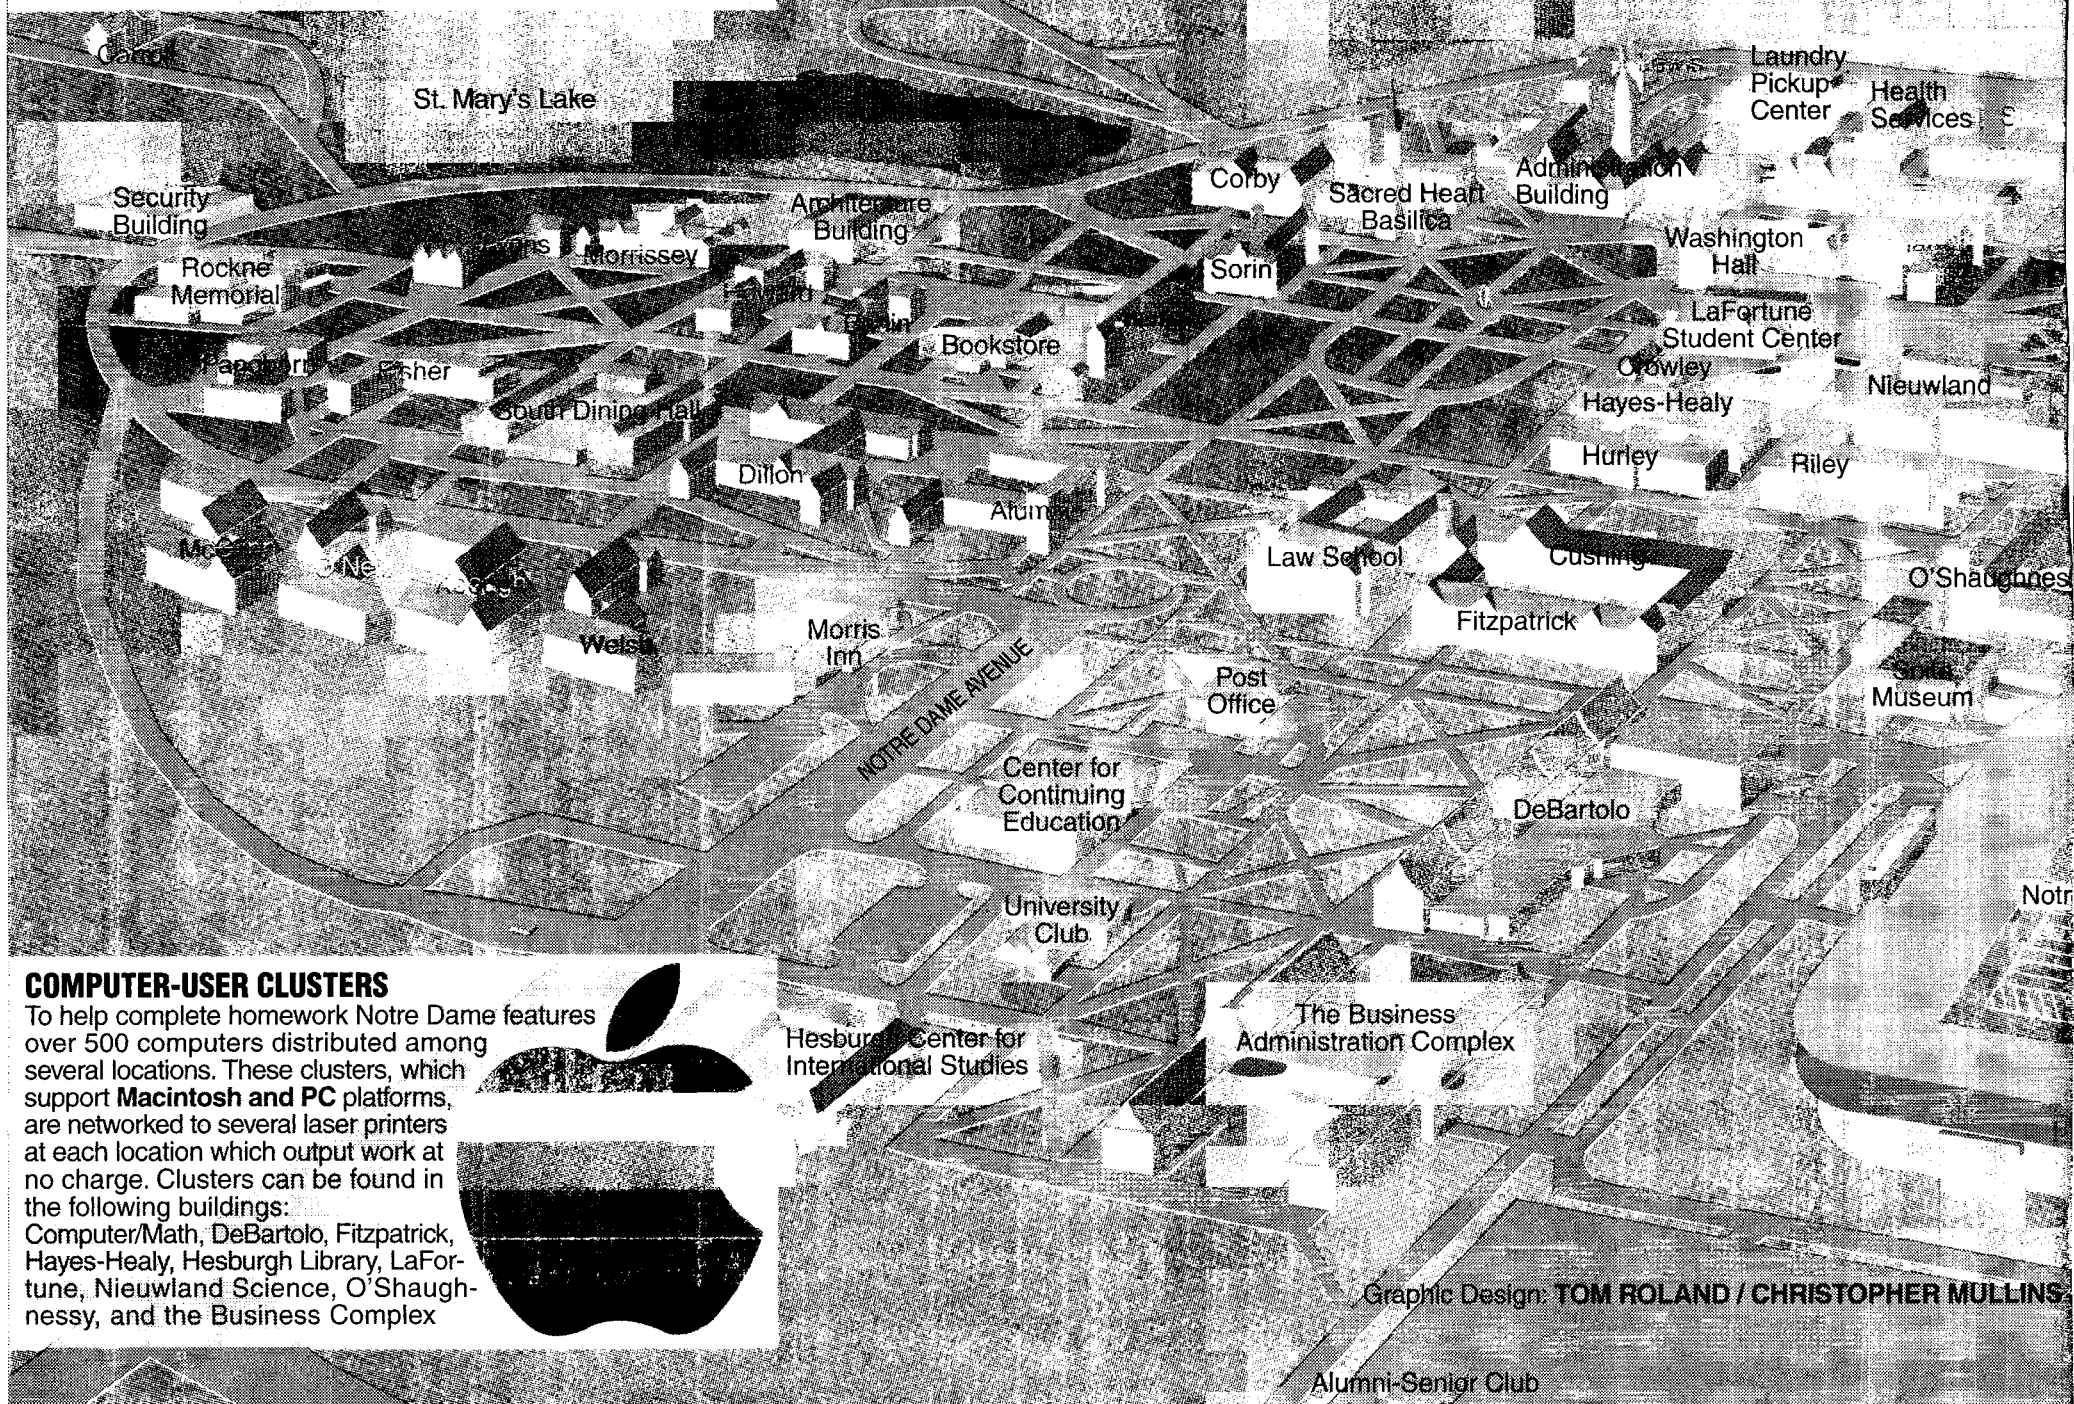 St. Mary's Lake
Laundry
Pickup
Center
Health
Services
Security
Building
Architecture
Building
Corby
Sacred Heart
Basilica
Administration
Building
Morrissey
Washington
Hall
Rockne
Memorial
Sorin
LaFortune
Student Center
Bookstore
Crowley
Nieuwland
Fisher
Hayes-Healy
South Dining Hall
Hurley
Riley
Dillon
Law School
Cushing
O'Shaughnes
Fitzpatrick
Welsh
Morris
Inn
NOTRE DAME AVENUE
Post
Office
Museum
Center for
Continuing
Education
DeBartolo
Notr
University
Club
COMPUTER-USER CLUSTERS
To help complete homework Notre Dame features
over 500 computers distributed among
several locations. These clusters, which
support Macintosh and PC platforms,
are networked to several laser printers
at each location which output work at
no charge. Clusters can be found in
the following buildings:
Computer/Math, DeBartolo, Fitzpatrick,
Hayes-Healy, Hesburgh Library, LaFor-
tune, Nieuwland Science, O'Shaugh-
nessy, and the Business Complex
Hesburgh Center for
International Studies
The Business
Administration Complex
Graphic Design: TOM ROLAND / CHRISTOPHER MULLINS
Alumni-Senior Club